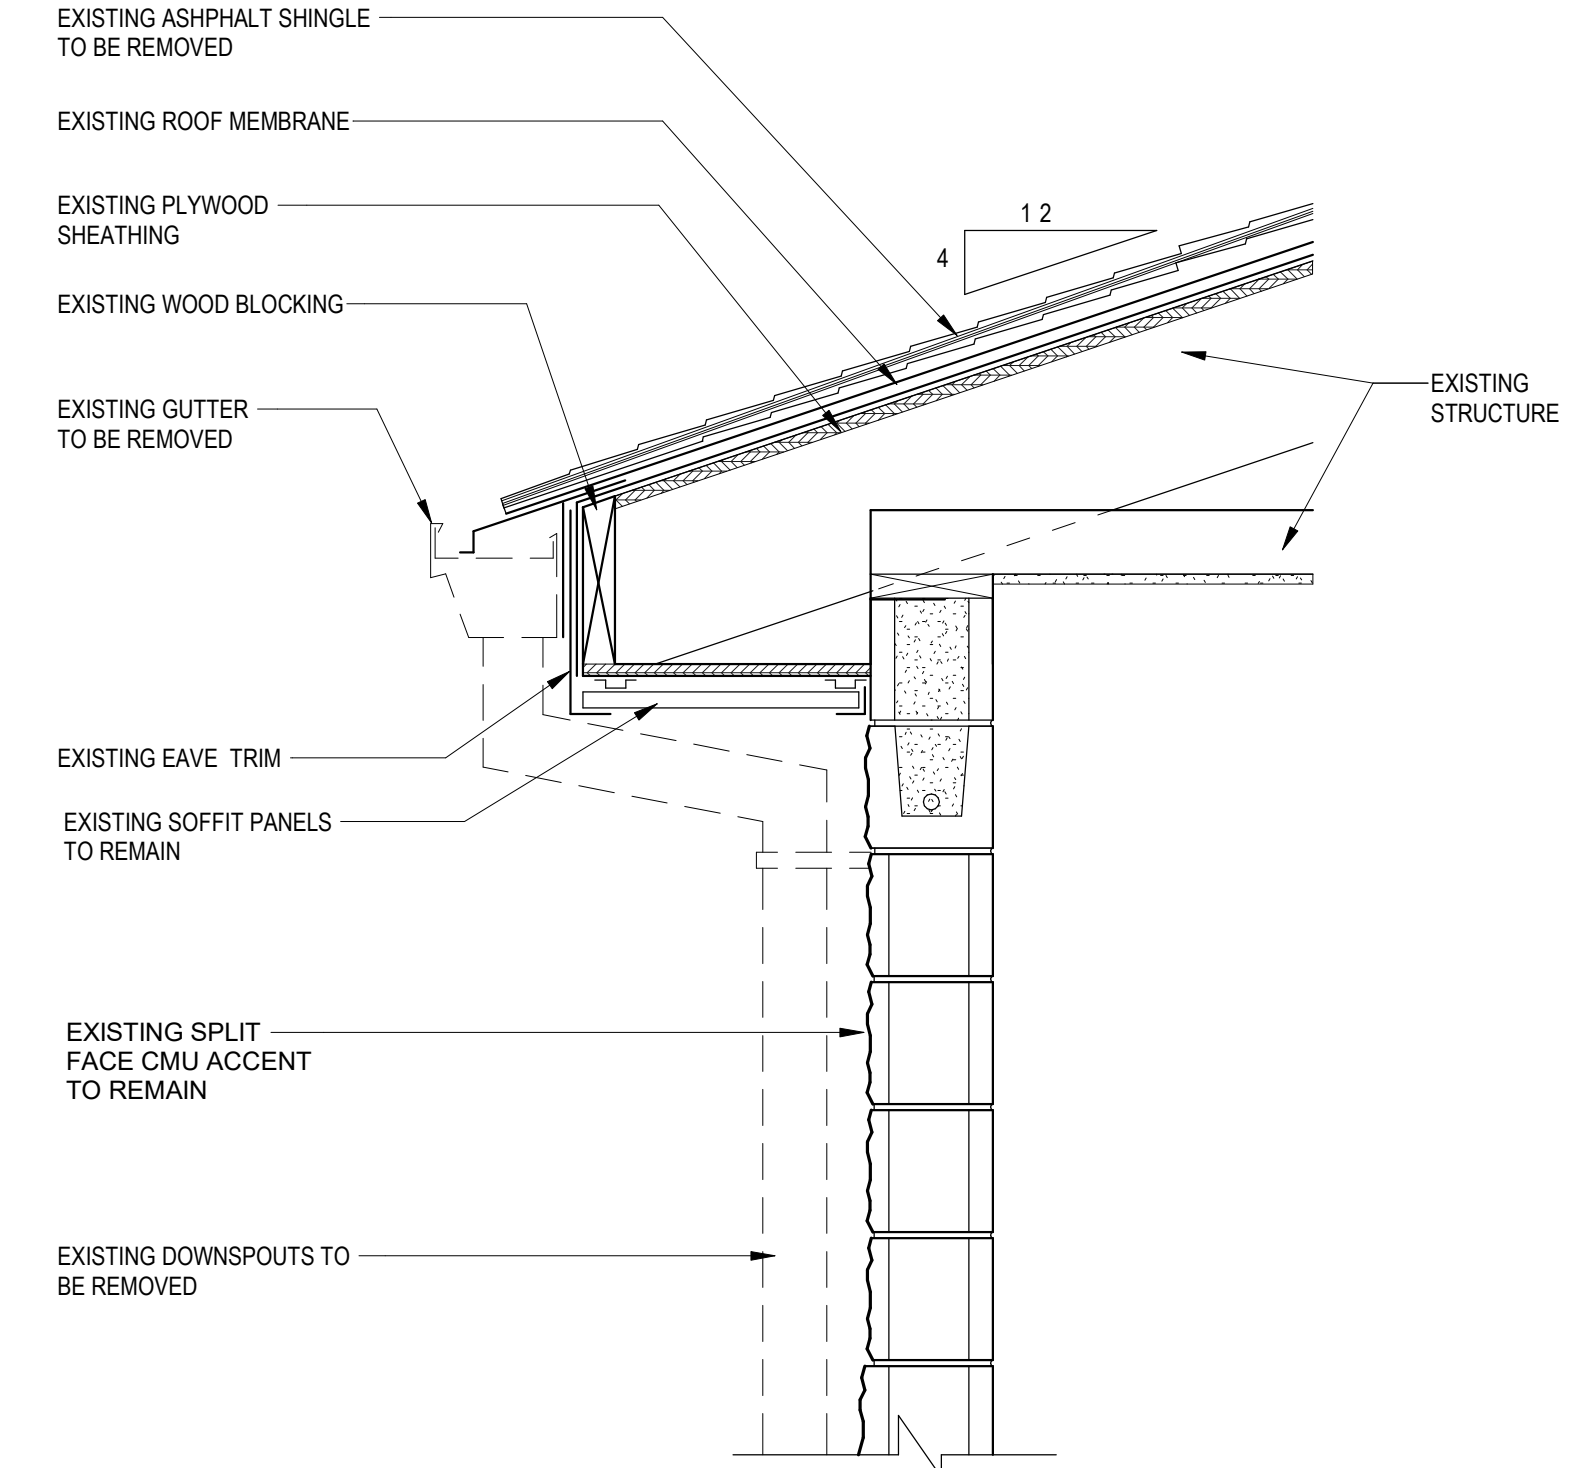 EXISTING ASHPHALT SHINGLE
TO BE REMOVED
EXISTING ROOF MEMBRANE
EXISTING PLYWOOD
SHEATHING
12
4
EXISTING WOOD BLOCKING
EXISTING GUTTER
TO BE REMOVED
EXISTING
STRUCTURE
EXISTING EAVE TRIM
EXISTING SOFFIT PANELS
TO REMAIN
EXISTING SPLIT
FACE CMU ACCENT
TO REMAIN
EXISTING DOWNSPOUTS TO
BE REMOVED